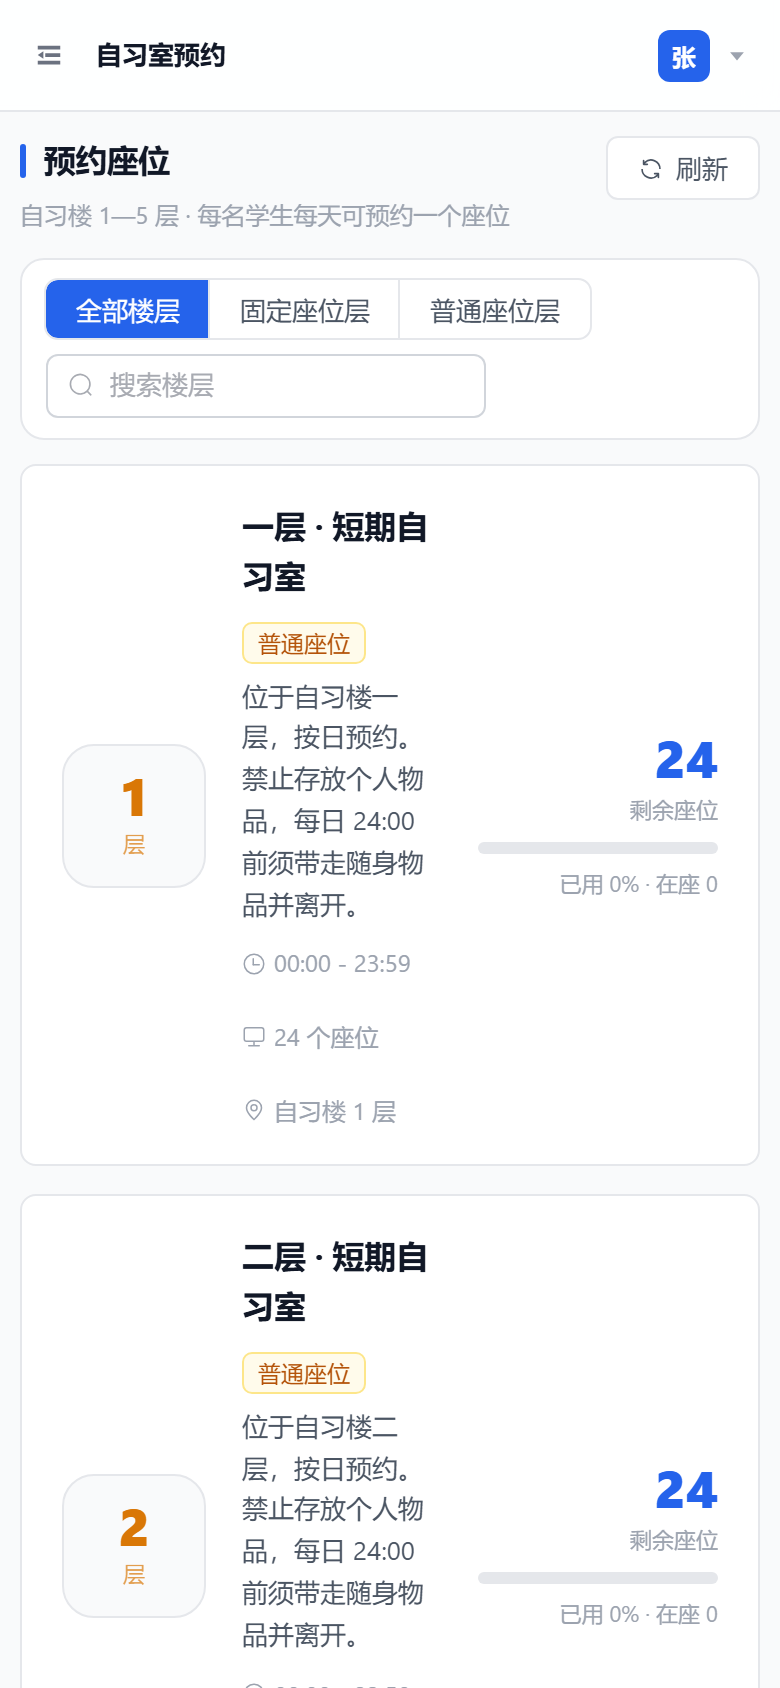 自习室预约
张
预约座位
刷新
自习楼 1—5 层 · 每名学生每天可预约一个座位
全部楼层
固定座位层
普通座位层
搜索楼层
一层 · 短期自
习室
普通座位
位于自习楼一
层，按日预约。
禁止存放个人物
品，每日 24:00
前须带走随身物
品并离开。
1
层
24
剩余座位
已用 0% · 在座 0
00:00 - 23:59
24 个座位
自习楼 1 层
二层 · 短期自
习室
普通座位
位于自习楼二
层，按日预约。
禁止存放个人物
品，每日 24:00
前须带走随身物
品并离开。
2
层
24
剩余座位
已用 0% · 在座 0